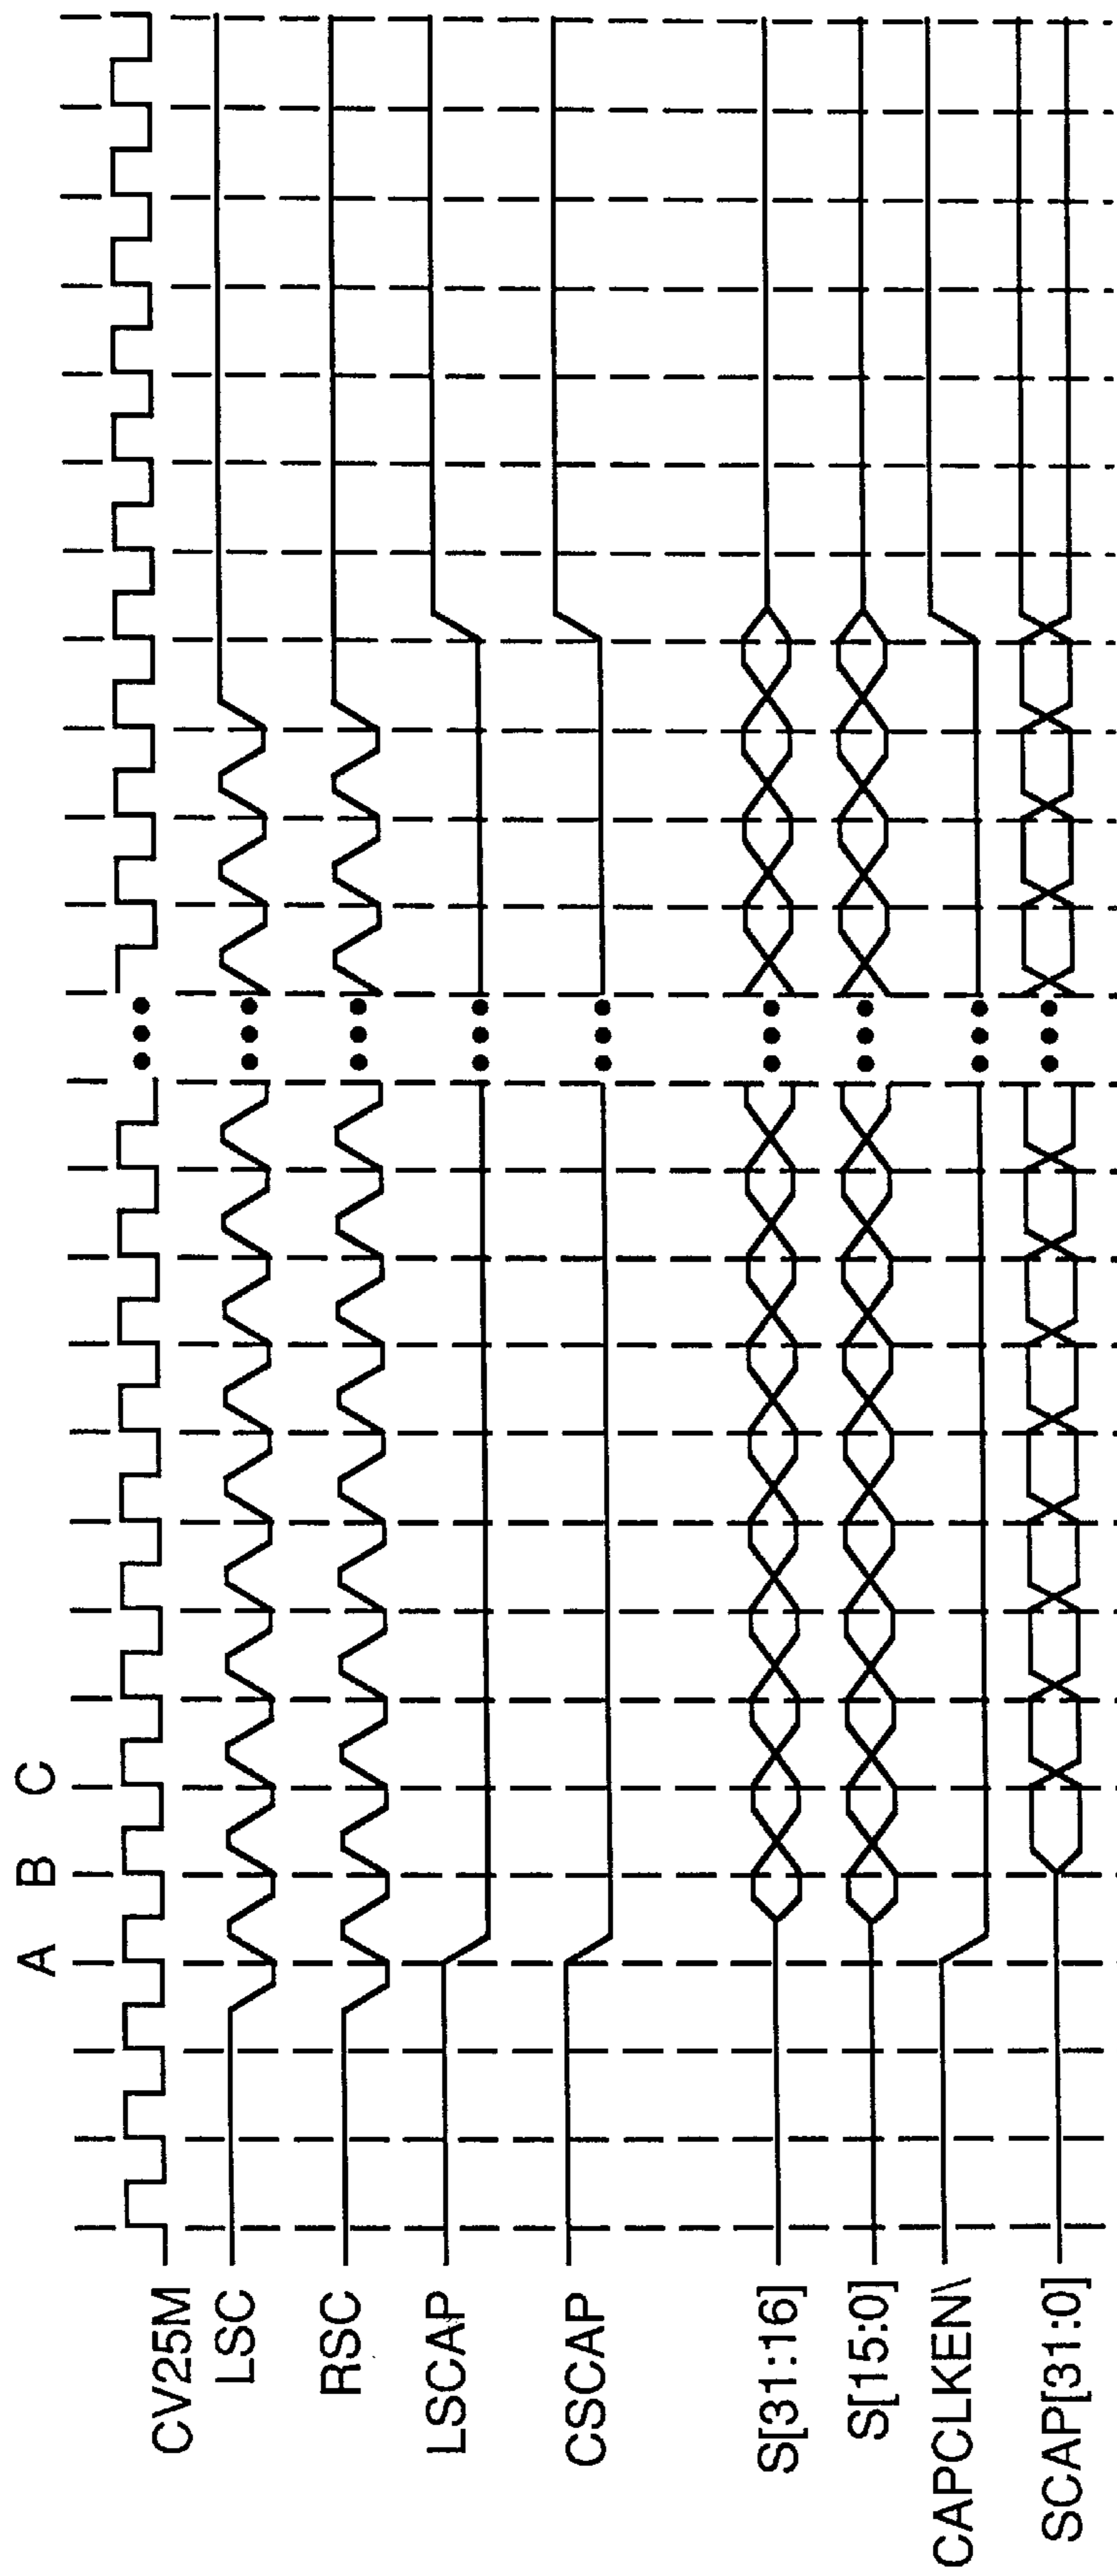 A B C
CV25M
LSC
RSC
LSCAP
CSCAP
S[31:16]
S[15:0]
CAPCLKEN\
SCAP[31:0]